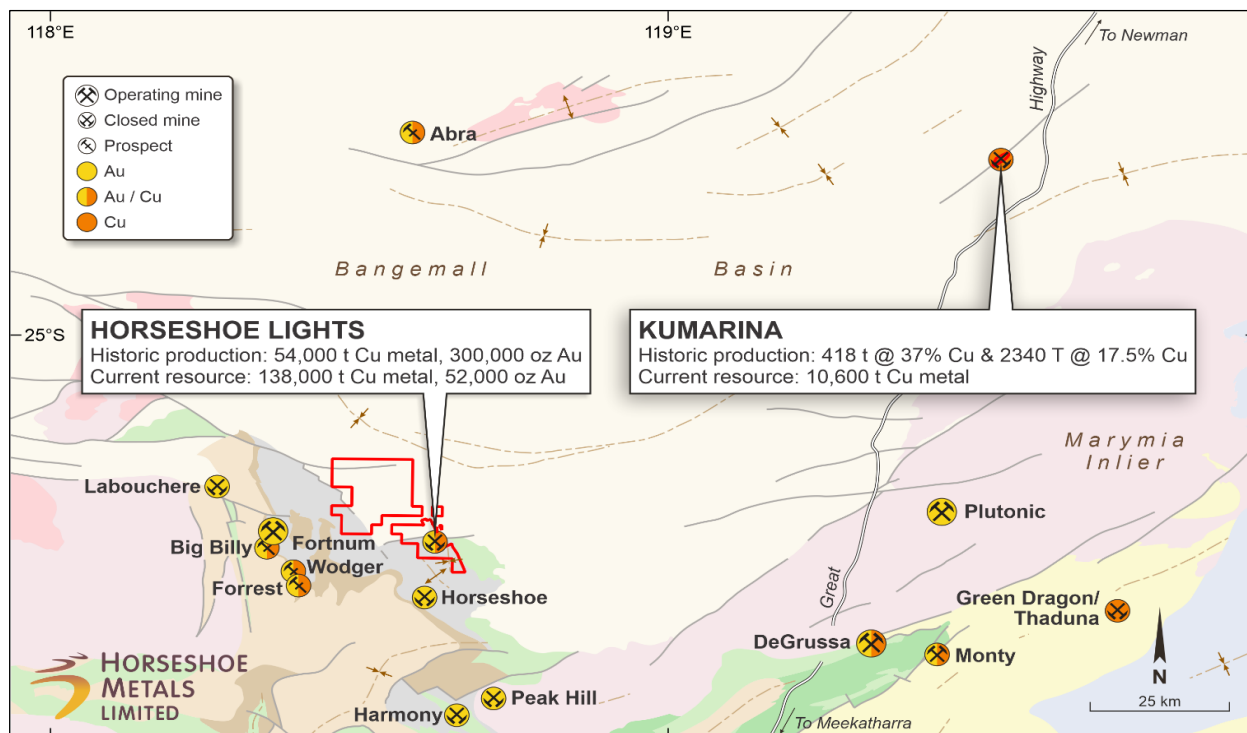 118°E
119°E
To Newman
Highway
Operating mine
Closed mine
Prospect
Au
Au / Cu
Cu
Abra
Bangemall Basin
25°S
25°S
HORSESHOE LIGHTS
Historic production: 54,000 t Cu metal, 300,000 oz Au
Current resource: 138,000 t Cu metal, 52,000 oz Au
KUMARINA
Historic production: 418 t @ 37% Cu & 2340 T @ 17.5% Cu
Current resource: 10,600 t Cu metal
Marymia
Inlier
Labouchere
Plutonic
Big Billy
Fortnum
Wodger
Forrest
Horseshoe
Great
Green Dragon/
Thaduna
DeGrussa
Monty
N
25 km
HORSESHOE
METALS
LIMITED
Peak Hill
Harmony
To Meekatharra